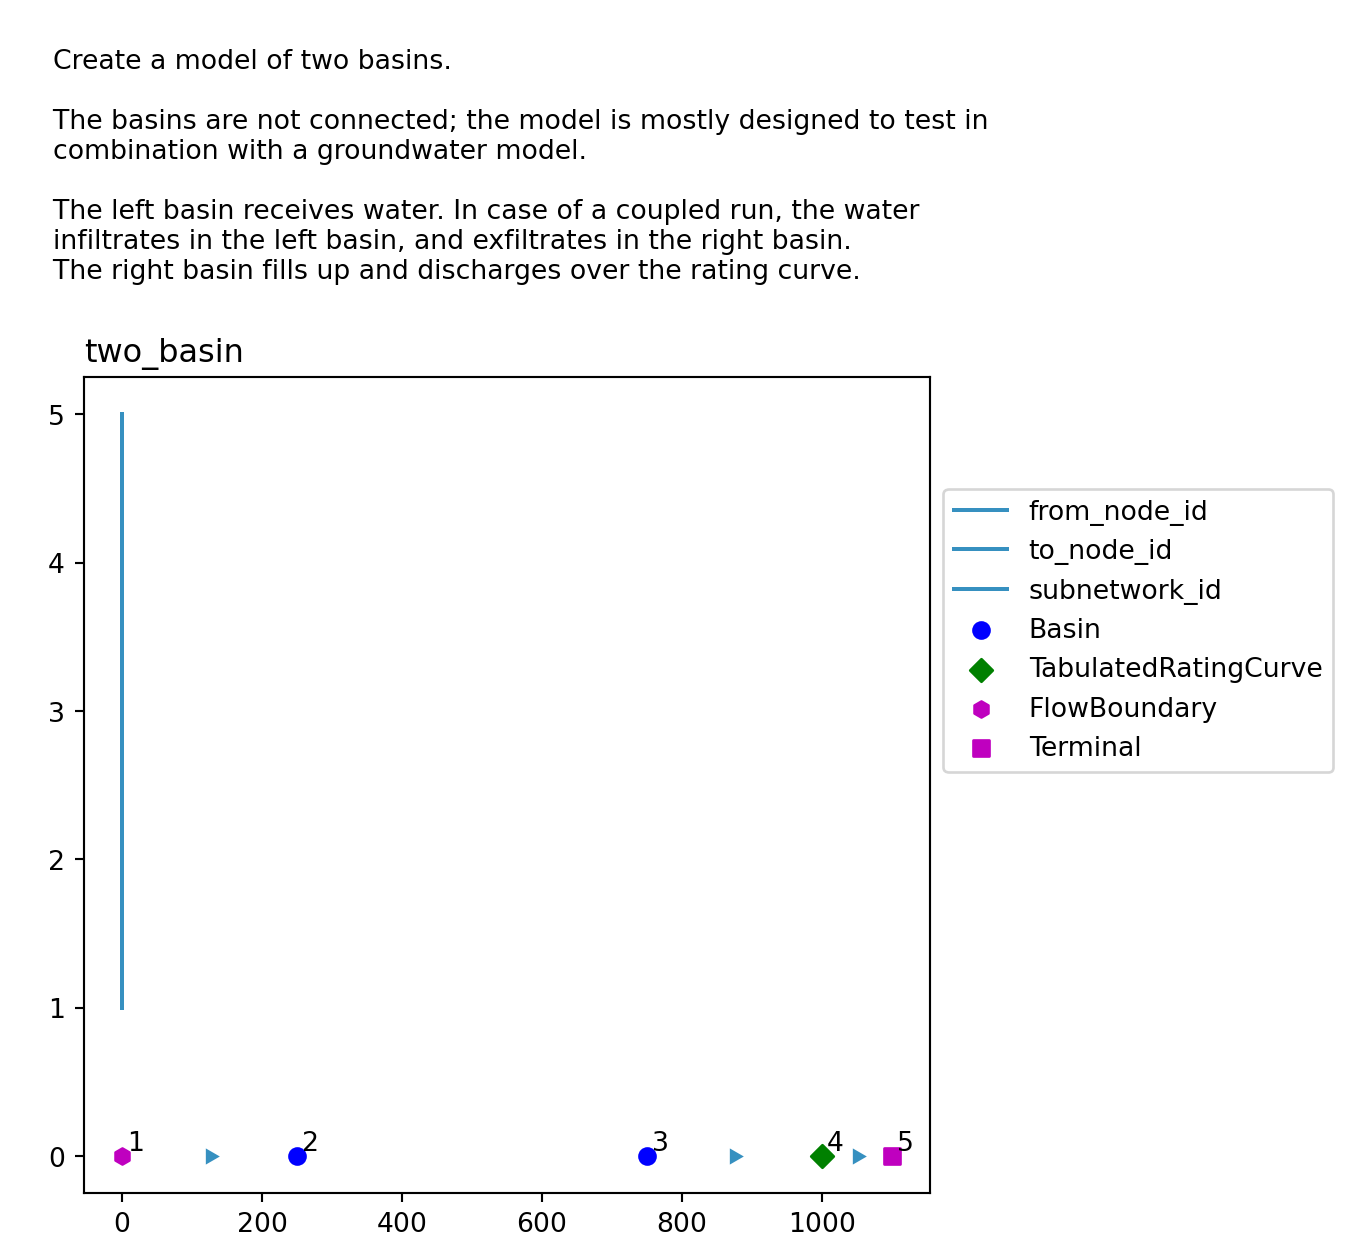 Create a model of two basins.
The basins are not connected; the model is mostly designed to test in
combination with a groundwater model.
The left basin receives water. In case of a coupled run, the water
infiltrates in the left basin, and exfiltrates in the right basin.
The right basin fills up and discharges over the rating curve.
two_basin
5
4
3
2
1
0
1
2
3
4
5
0
200
400
600
800
1000
from_node_id
to_node_id
subnetwork_id
Basin
TabulatedRatingCurve
FlowBoundary
Terminal